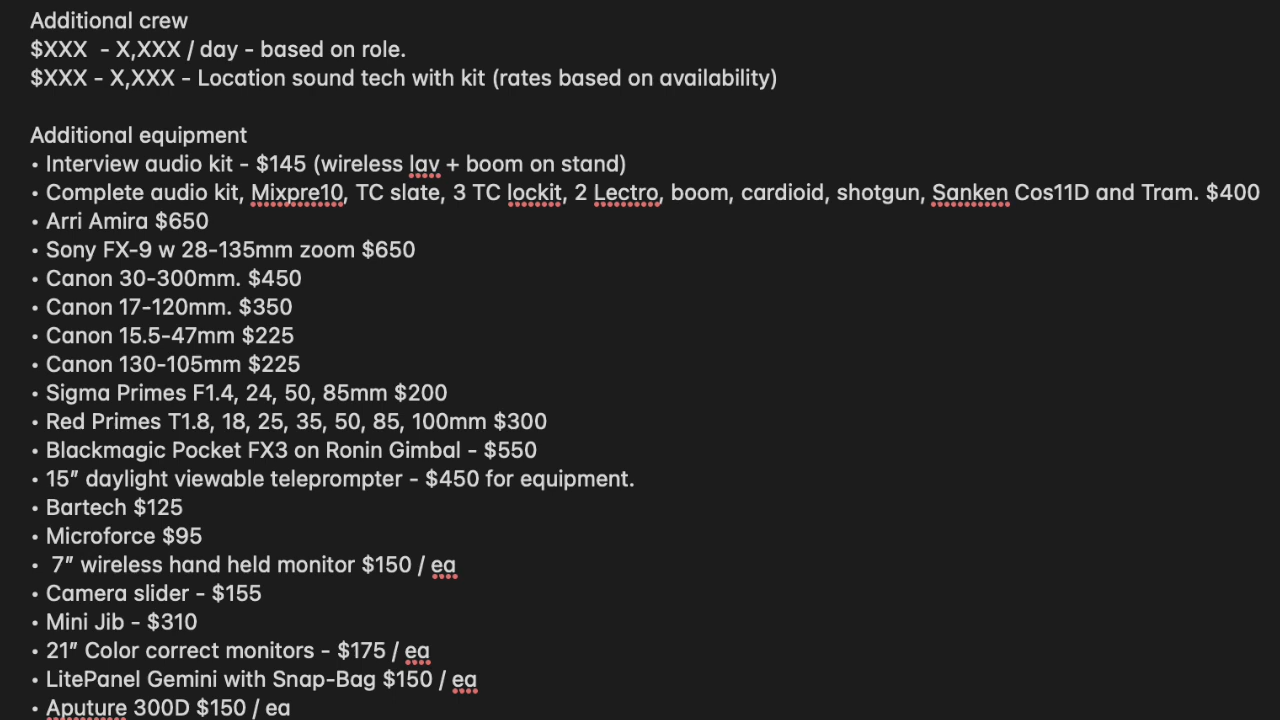 Additional crew
$XXX - X,XXX / day - based on role.
$XXX - X,XXX - Location sound tech with kit (rates based on availability)
Additional equipment
• Interview audio kit - $145 (wireless lav + boom on stand)
• Complete audio kit, Mixpre10, TC slate, 3 TC lockit, 2 Lectro, boom, cardioid, shotgun, Sanken Cos11D and Tram. $400
• Arri Amira $650
• Sony FX-9 w 28-135mm zoom $650
• Canon 30-300mm. $450
• Canon 17-120mm. $350
• Canon 15.5-47mm $225
• Canon 130-105mm $225
• Sigma Primes F1.4, 24, 50, 85mm $200
• Red Primes T1.8, 18, 25, 35, 50, 85, 100mm $300
• Blackmagic Pocket FX3 on Ronin Gimbal - $550
• 15″ daylight viewable teleprompter - $450 for equipment.
• Bartech $125
• Microforce $95
• 7″ wireless hand held monitor $150 / ea
• Camera slider - $155
• Mini Jib - $310
• 21″ Color correct monitors - $175 / ea
• LitePanel Gemini with Snap-Bag $150 / ea
• Aputure 300D $150 / ea